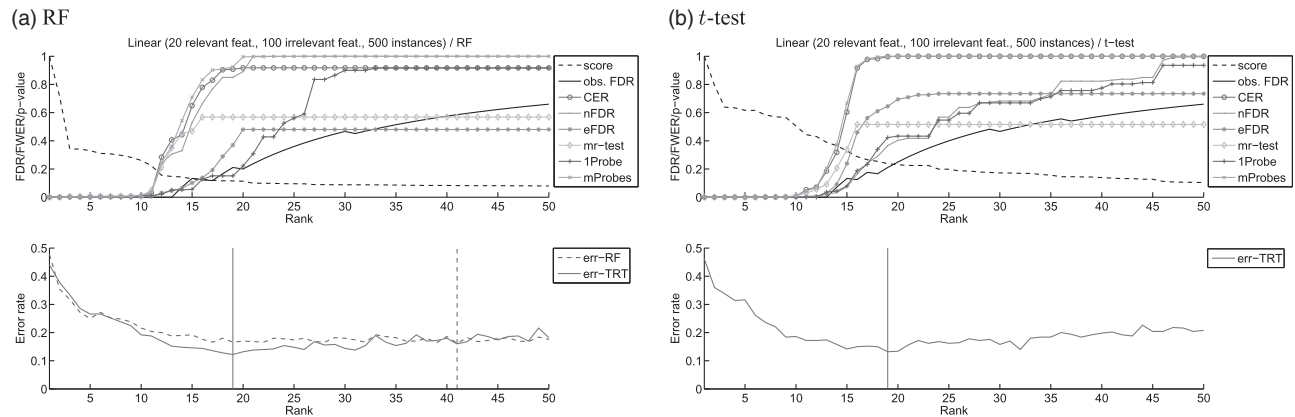 (a) RF
Linear (20 relevant feat., 100 irrelevant feat., 500 instances) / RF
FDR/FWER/p-value
1
0.8
0.6
0.4
0.2
0
5 10 15 20 25 30 35 40 45 50
Rank
score
obs. FDR
CER
nFDR
eFDR
mr-test
1Probe
mProbes
Error rate
0.5
0.4
0.3
0.2
0.1
0
5 10 15 20 25 30 35 40 45 50
Rank
err-RF
err-TRT
(b) t-test
Linear (20 relevant feat., 100 irrelevant feat., 500 instances) / t-test
FDR/FWER/p-value
1
0.8
0.6
0.4
0.2
0
5 10 15 20 25 30 35 40 45 50
Rank
score
obs. FDR
CER
nFDR
eFDR
mr-test
1Probe
mProbes
Error rate
0.5
0.4
0.3
0.2
0.1
0
5 10 15 20 25 30 35 40 45 50
Rank
err-TRT